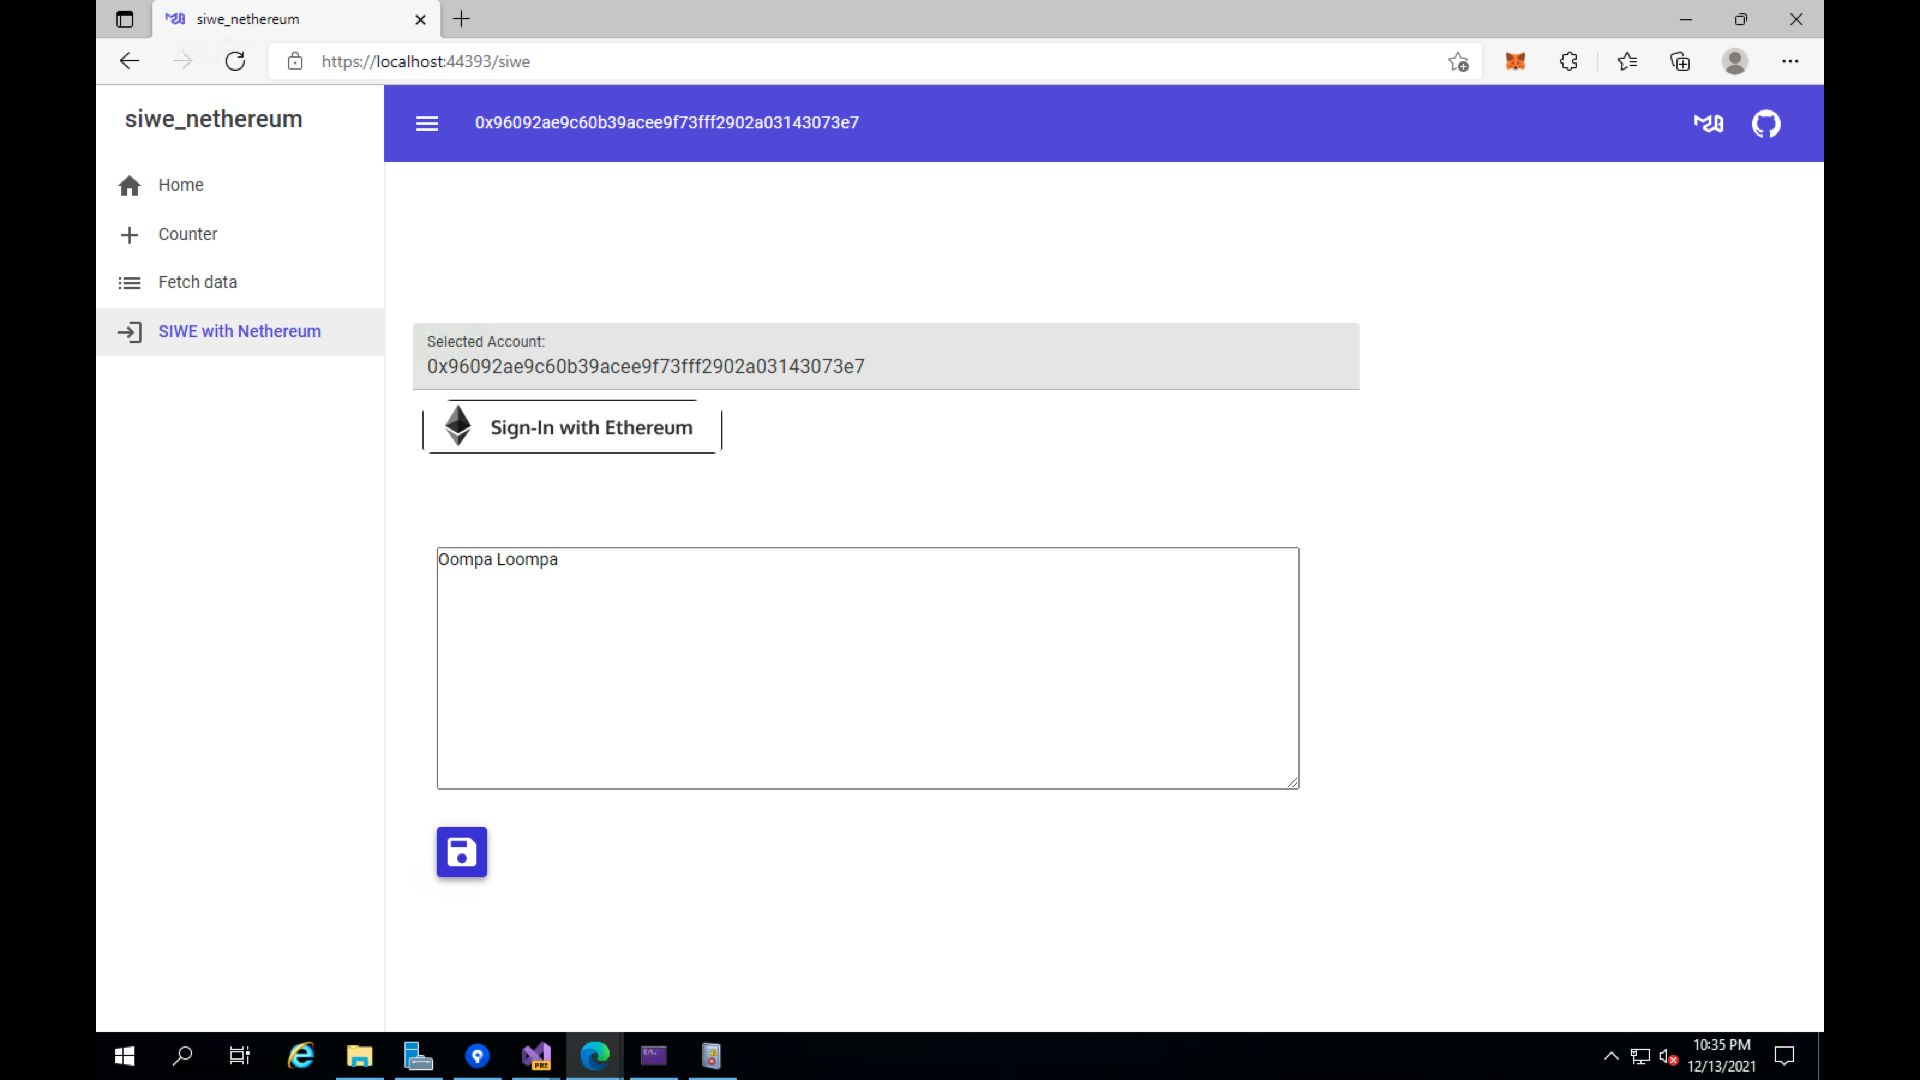 siwe_nethereum
https://localhost:44393/siwe
siwe_nethereum
0x96092ae9c60b39acee9f73fff2902a03143073e7
Home
Counter
Fetch data
SIWE with Nethereum
Selected Account:
0x96092ae9c60b39acee9f73fff2902a03143073e7
Sign-In with Ethereum
Oompa Loompa
PRE
10:35 PM
12/13/2021